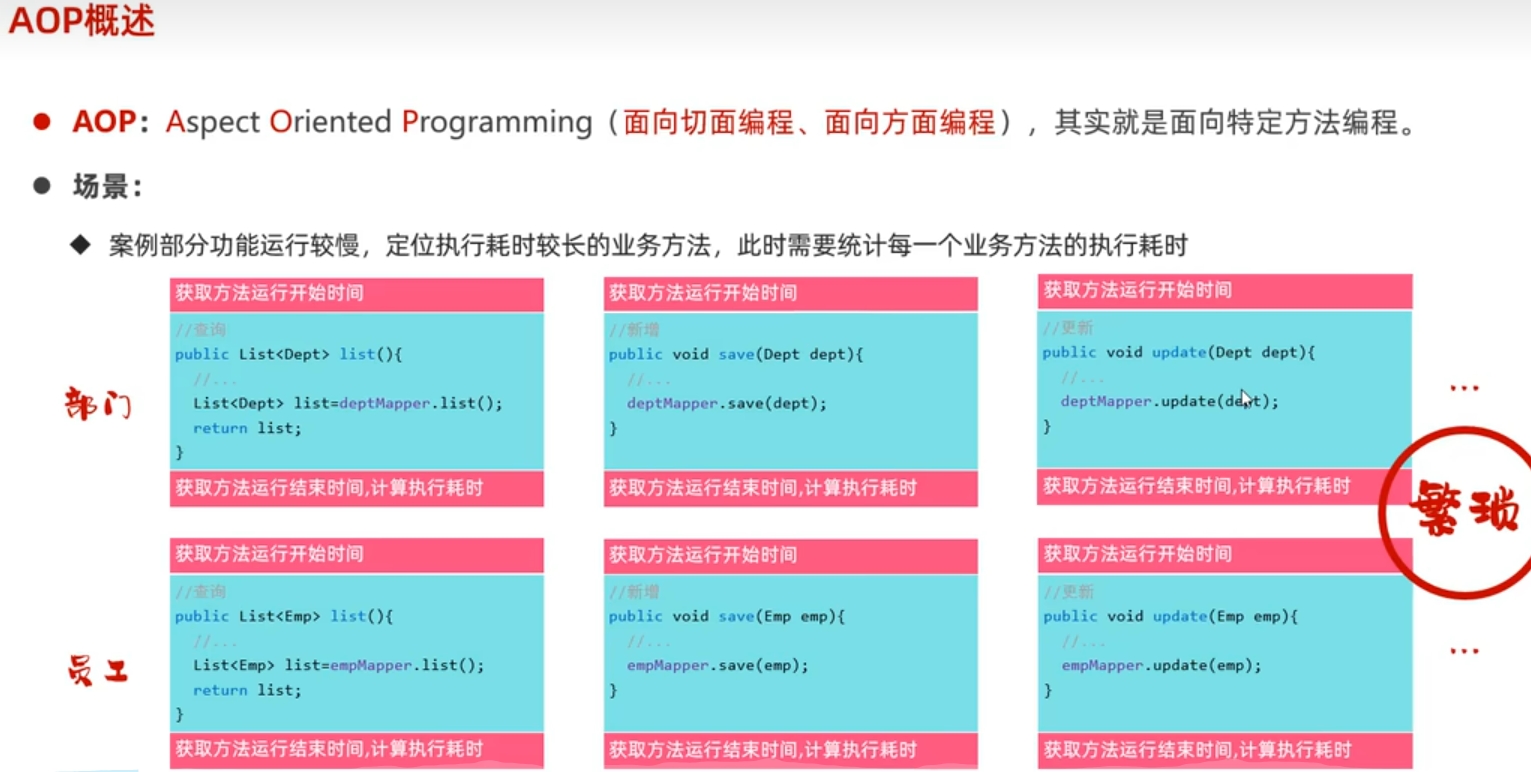 AOP概述
AOP：Aspect Oriented Programming（面向切面编程、面向方面编程），其实就是面向特定方法编程。
场景：
案例部分功能运行较慢，定位执行耗时较长的业务方法，此时需要统计每一个业务方法的执行耗时
部门
获取方法运行开始时间
//查询
public List<Dept> list(){
//...
List<Dept> list=deptMapper.list();
return list;
}
获取方法运行结束时间,计算执行耗时
获取方法运行开始时间
//新增
public void save(Dept dept){
//...
deptMapper.save(dept);
}
获取方法运行结束时间,计算执行耗时
获取方法运行开始时间
//更新
public void update(Dept dept){
//...
deptMapper.update(dept);
}
获取方法运行结束时间,计算执行耗时
...
繁琐
员工
获取方法运行开始时间
//查询
public List<Emp> list(){
//...
List<Emp> list=empMapper.list();
return list;
}
获取方法运行结束时间,计算执行耗时
获取方法运行开始时间
//新增
public void save(Emp emp){
//...
empMapper.save(emp);
}
获取方法运行结束时间,计算执行耗时
获取方法运行开始时间
//更新
public void update(Emp emp){
//...
empMapper.update(emp);
}
获取方法运行结束时间,计算执行耗时
...